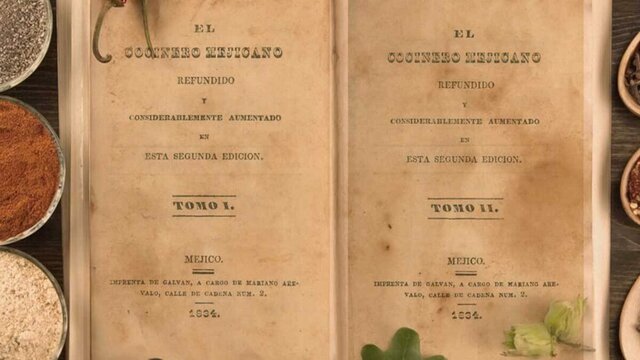 EL
COCINERO MEJICANO
REFUNDIDO
Y
CONSIDERABLEMENTE AUMENTADO
EN
ESTA SEGUNDA EDICION.
TOMO I.
MEJICO.
IMPRENTA DE GALVAN, A CARGO DE MARIANO ARE-
VALO, CALLE DE CADENA NUM. 2.
1834.
EL
COCINERO MEJICANO
REFUNDIDO
Y
CONSIDERABLEMENTE AUMENTADO
EN
ESTA SEGUNDA EDICION.
TOMO II.
MEJICO.
IMPRENTA DE GALVAN, A CARGO DE MARIANO ARE-
VALO, CALLE DE CADENA NUM. 2.
1834.